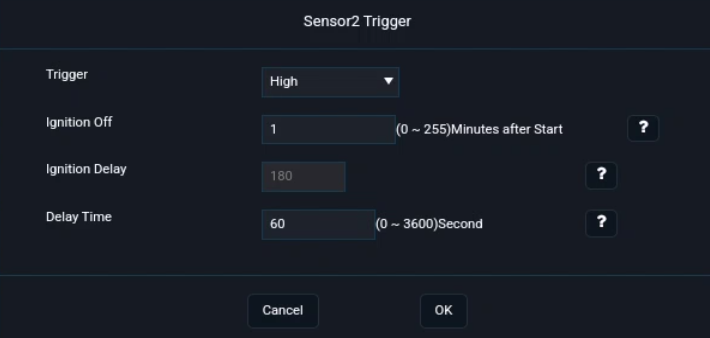 Sensor2 Trigger
Trigger
High
Ignition Off
1
(0 ~ 255)Minutes after Start
?
Ignition Delay
180
?
Delay Time
60
(0 ~ 3600)Second
?
Cancel
OK